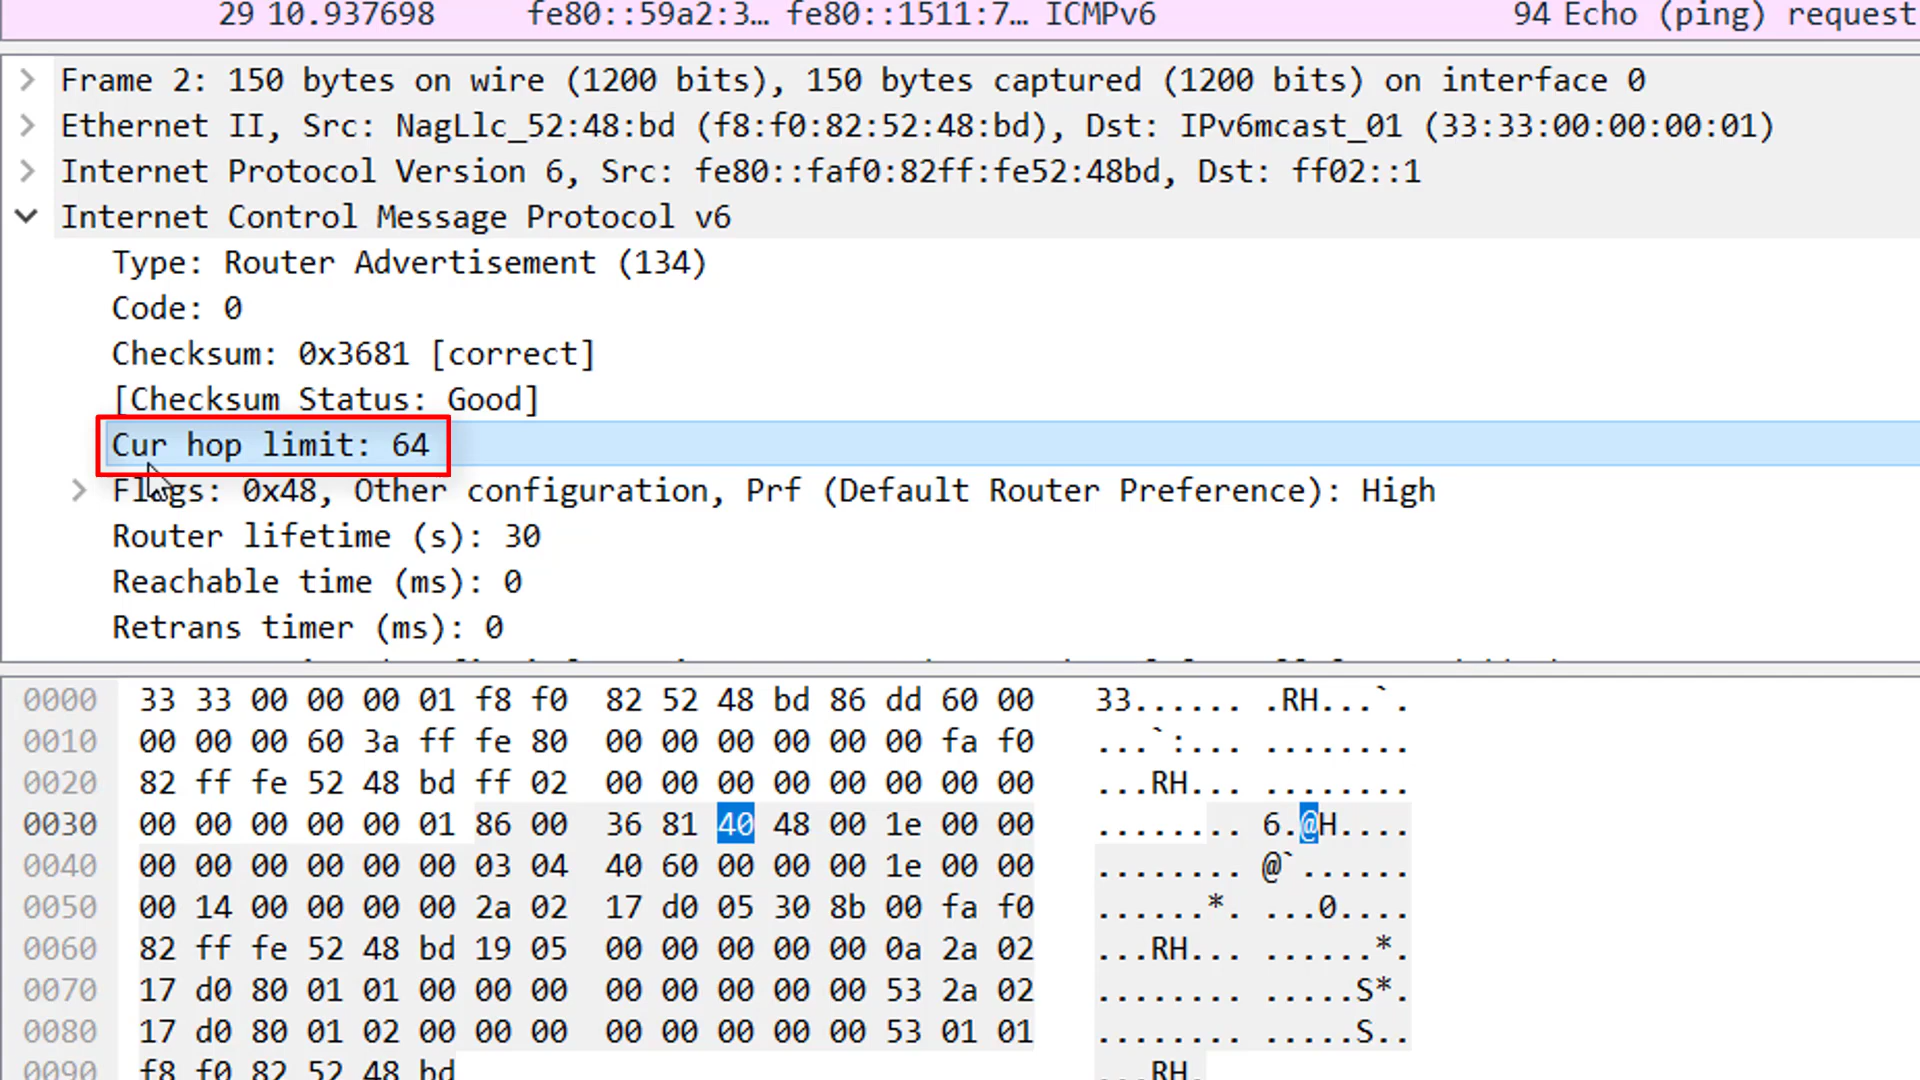 29 10.937698 fe80::59a2:3… fe80::1511:7… ICMPv6 94 Echo (ping) request
Frame 2: 150 bytes on wire (1200 bits), 150 bytes captured (1200 bits) on interface 0
Ethernet II, Src: NagLlc_52:48:bd (f8:f0:82:52:48:bd), Dst: IPv6mcast_01 (33:33:00:00:00:01)
Internet Protocol Version 6, Src: fe80::faf0:82ff:fe52:48bd, Dst: ff02::1
Internet Control Message Protocol v6
Type: Router Advertisement (134)
Code: 0
Checksum: 0x3681 [correct]
[Checksum Status: Good]
Cur hop limit: 64
Flags: 0x48, Other configuration, Prf (Default Router Preference): High
Router lifetime (s): 30
Reachable time (ms): 0
Retrans timer (ms): 0
0000 33 33 00 00 00 01 f8 f0 82 52 48 bd 86 dd 60 00 33...... .RH...`.
0010 00 00 00 60 3a ff fe 80 00 00 00 00 00 00 fa f0 ...`:... ........
0020 82 ff fe 52 48 bd ff 02 00 00 00 00 00 00 00 00 ...RH... ........
0030 00 00 00 00 00 01 86 00 36 81 40 48 00 1e 00 00 ........ 6.@H....
0040 00 00 00 00 00 00 03 04 40 60 00 00 00 1e 00 00 ........ @`......
0050 00 14 00 00 00 00 2a 02 17 d0 05 30 8b 00 fa f0 ......*. ...0....
0060 82 ff fe 52 48 bd 19 05 00 00 00 00 00 0a 2a 02 ...RH... ......*.
0070 17 d0 80 01 01 00 00 00 00 00 00 00 00 53 2a 02 ........ .....S*.
0080 17 d0 80 01 02 00 00 00 00 00 00 00 00 53 01 01 ........ .....S..
0090 f8 f0 82 52 48 bd ...RH.